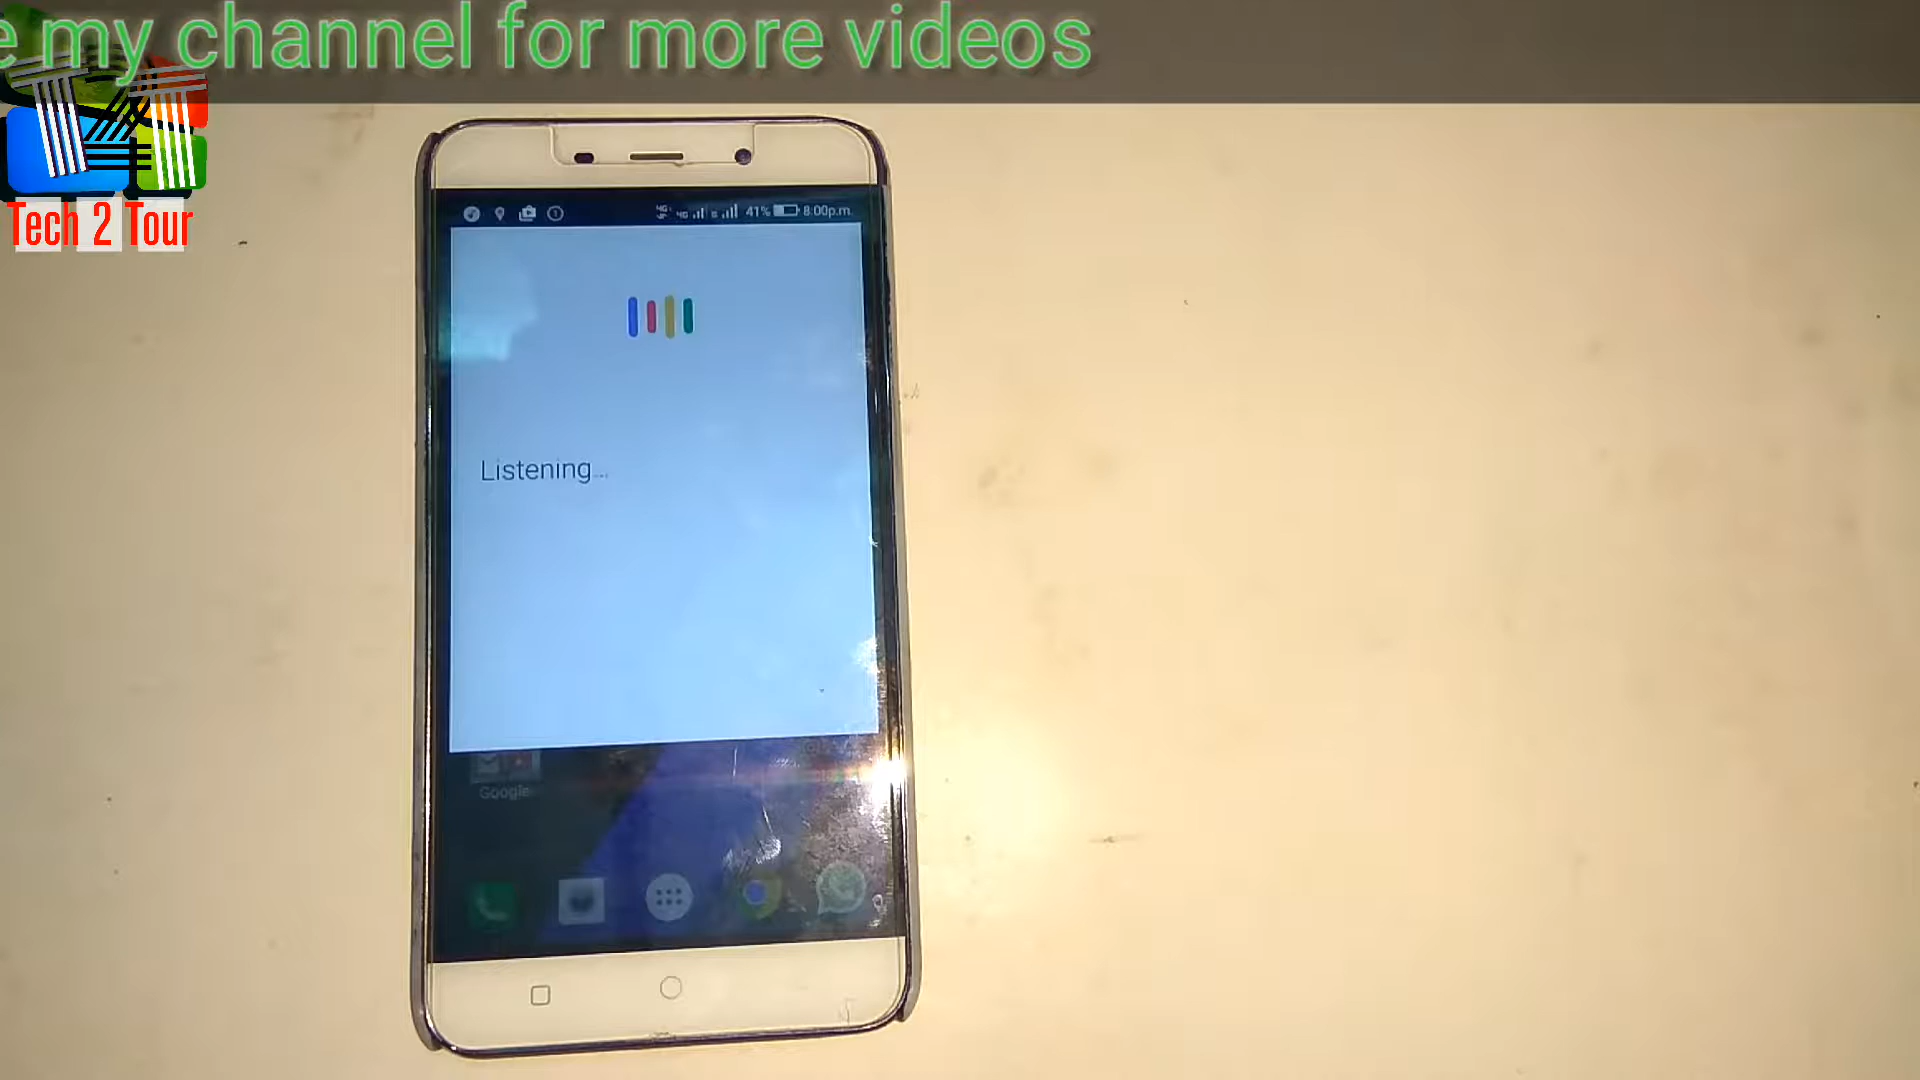 e my channel for more videos
Tech 2 Tour
41% 8:00p.m.
Listening...
Google